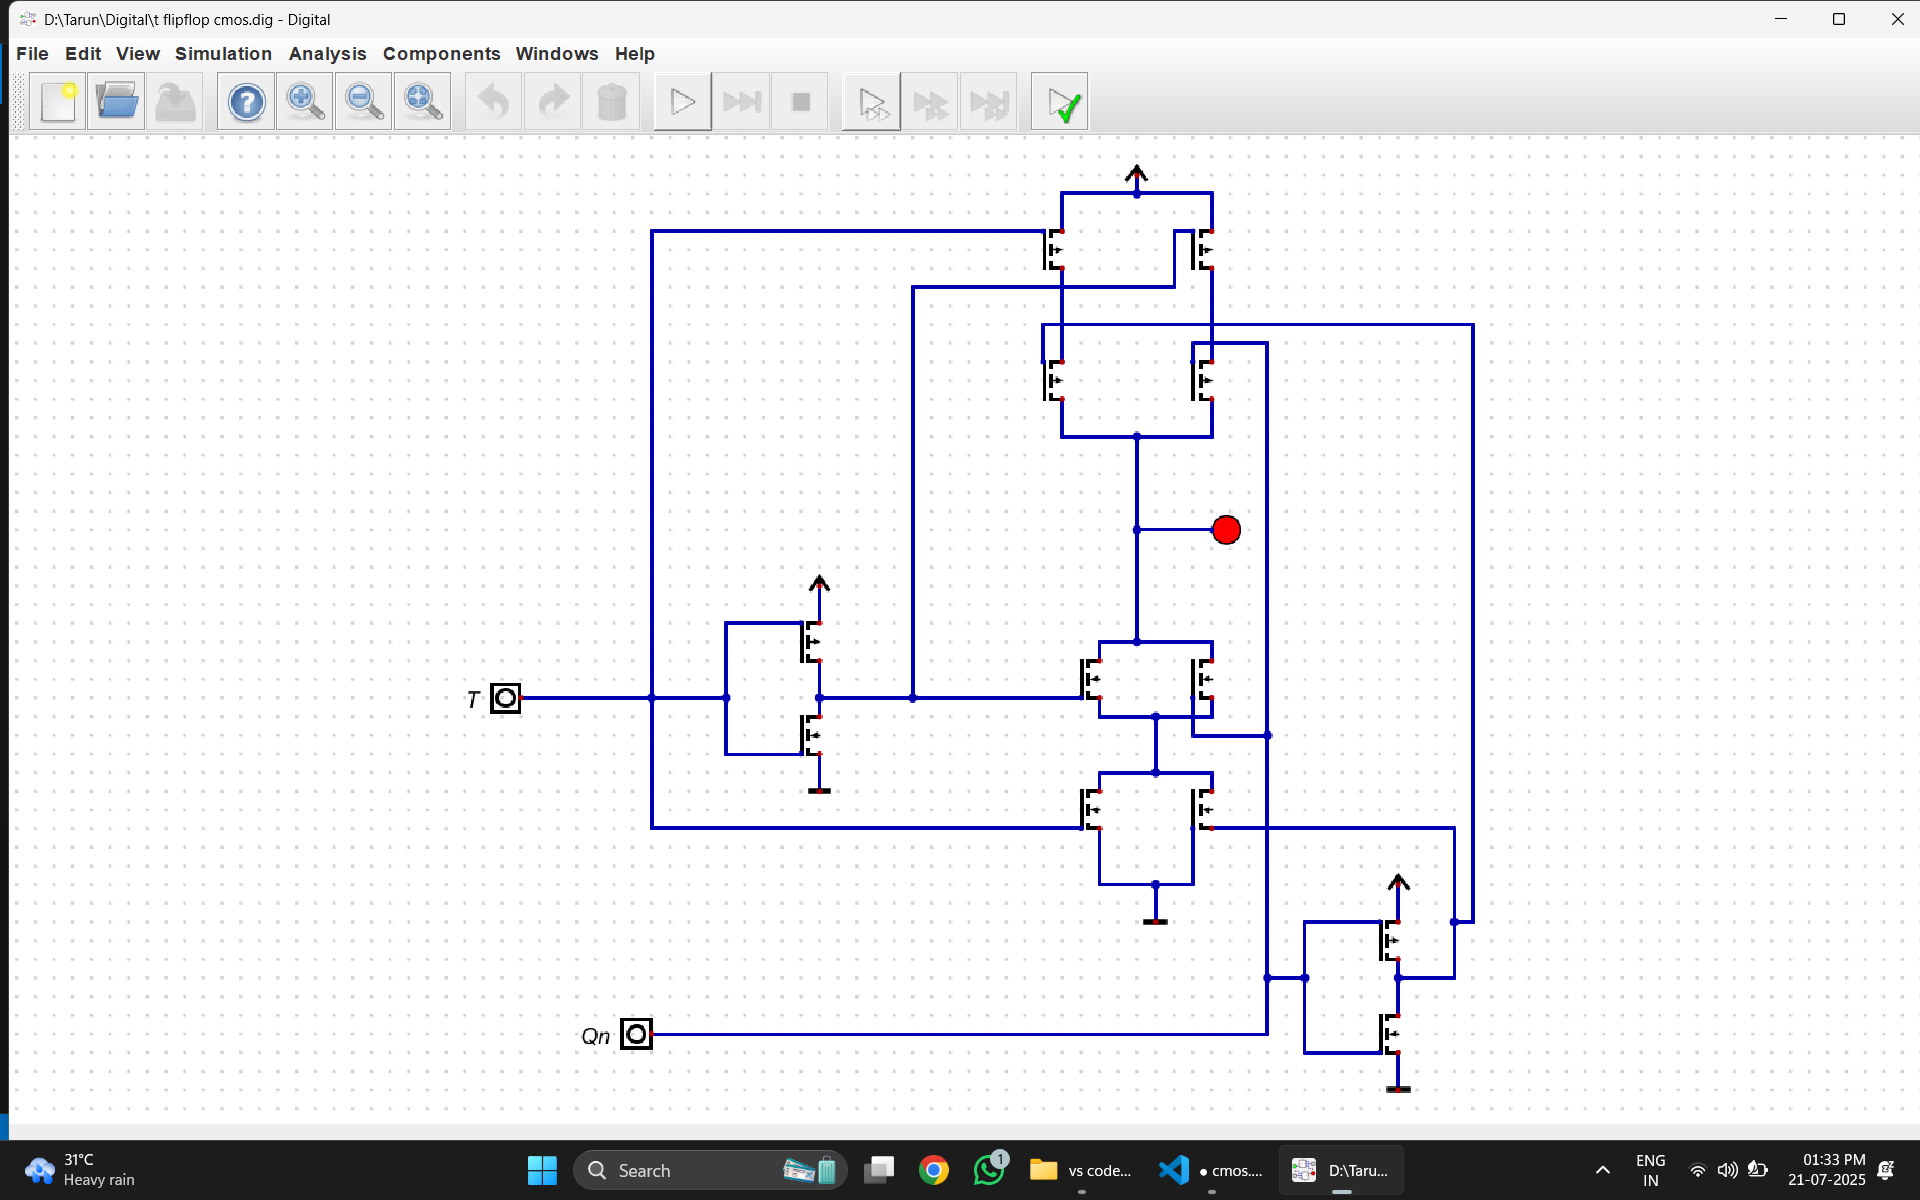 D:\Tarun\Digital\t flipflop cmos.dig - Digital
File Edit View Simulation Analysis Components Windows Help
T
Qn
31°C
Heavy rain
Search
1
vs code...
• cmos....
D:\Taru...
ENG
IN
01:33 PM
21-07-2025